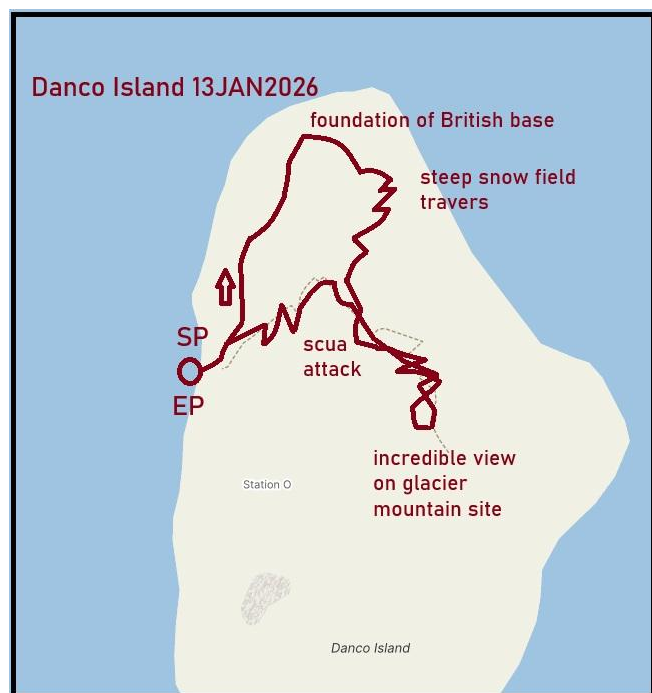 Danco Island 13JAN2026
foundation of British base
steep snow field
travers
SP
scua
attack
EP
incredible view
on glacier
mountain site
Station O
Danco Island